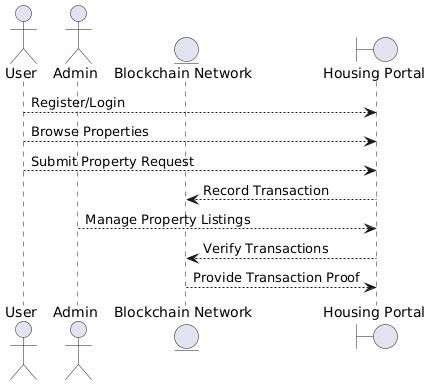 User Admin Blockchain Network Housing Portal
Register/Login
Browse Properties
Submit Property Request
Record Transaction
Manage Property Listings
Verify Transactions
Provide Transaction Proof
User Admin Blockchain Network Housing Portal